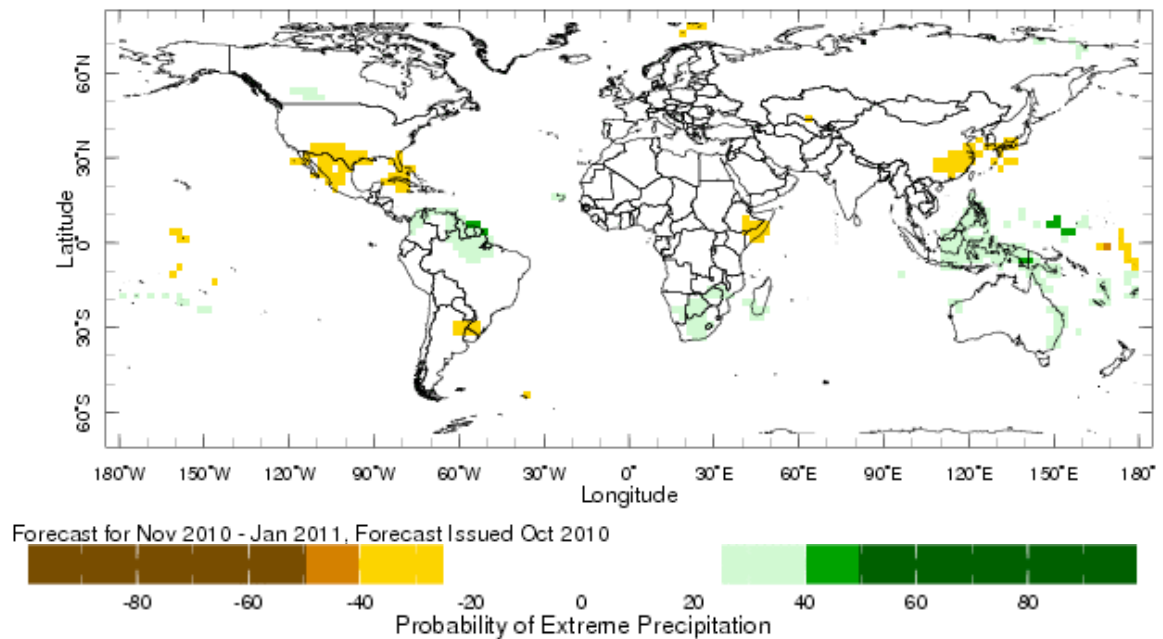 Latitude
60°N
30°N
0°
30°S
60°S
180°W 150°W 120°W 90°W 60°W 30°W 0° 30°E 60°E 90°E 120°E 150°E 180°
Longitude
Forecast for Nov 2010 - Jan 2011, Forecast Issued Oct 2010
-80 -60 -40 -20 0 20 40 60 80
Probability of Extreme Precipitation